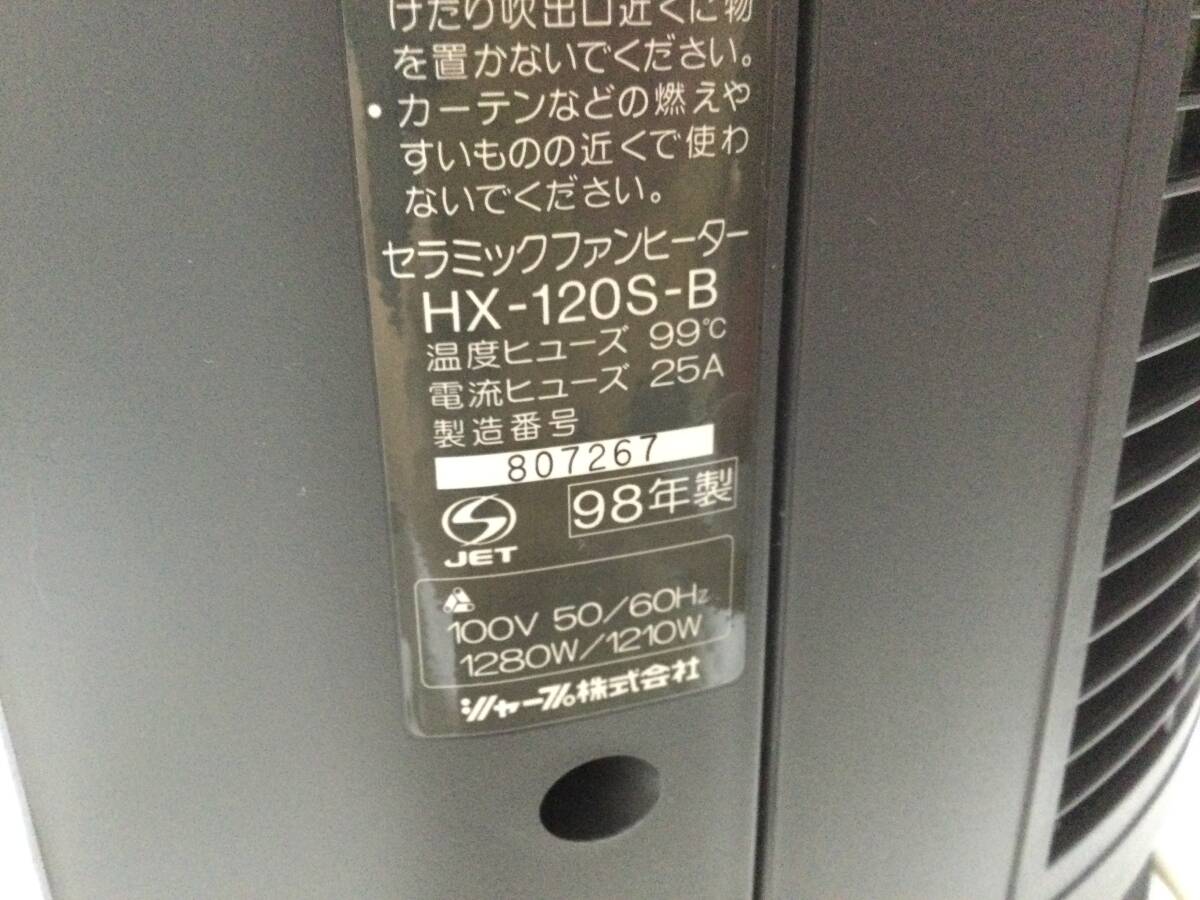 けたり吹出口近くに物
を置かないでください。
• カーテンなどの燃えや
すいものの近くで使わ
ないでください。
セラミックファンヒーター
HX-120S-B
温度ヒューズ 99℃
電流ヒューズ 25A
製造番号
807267
JET 98年製
100V 50/60Hz
1280W/1210W
シャープ株式会社